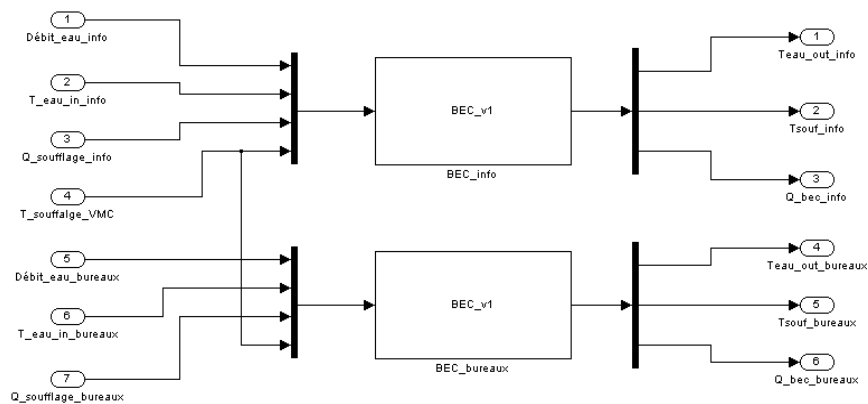 1
Débit_eau_info
2
T_eau_in_info
3
Q_soufflage_info
4
T_souffalge_VMC
5
Débit_eau_bureaux
6
T_eau_in_bureaux
7
Q_soufflage_bureaux
BEC_v1
BEC_info
BEC_v1
BEC_bureaux
1
Teau_out_info
2
Tsouf_info
3
Q_bec_info
4
Teau_out_bureaux
5
Tsouf_bureaux
6
Q_bec_bureaux